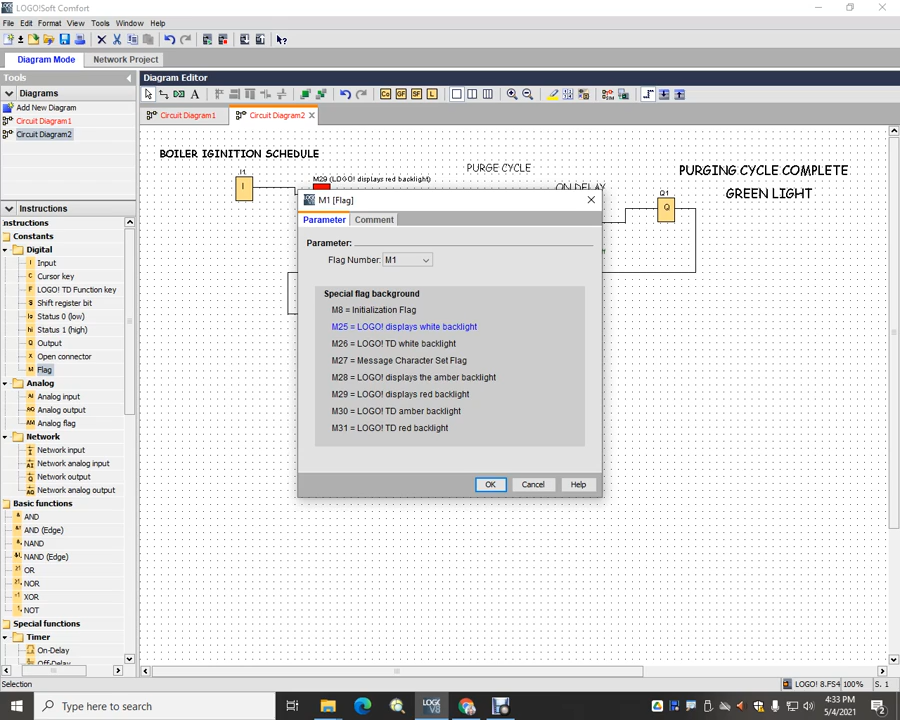 LOGO!Soft Comfort
File Edit Format View Tools Window Help
Diagram Mode Network Project
Tools
Diagram Editor
Diagrams
Add New Diagram
Circuit Diagram1
Circuit Diagram2
Circuit Diagram1
Circuit Diagram2
BOILER IGINITION SCHEDULE
PURGE CYCLE
PURGING CYCLE COMPLETE
GREEN LIGHT
I1
I
M29 (LOGO! displays red backlight)
ON DELAY
Q1
Q
Instructions
nstructions
Constants
Digital
Input
Cursor key
LOGO! TD Function key
Shift register bit
Status 0 (low)
Status 1 (high)
Output
Open connector
Flag
Analog
Analog input
Analog output
Analog flag
Network
Network input
Network analog input
Network output
Network analog output
Basic functions
AND
AND (Edge)
NAND
NAND (Edge)
OR
NOR
XOR
NOT
Special functions
Timer
On-Delay
Off-Delay
M1 [Flag]
Parameter Comment
Parameter:
Flag Number: M1
Special flag background
M8 = Initialization Flag
M25 = LOGO! displays white backlight
M26 = LOGO! TD white backlight
M27 = Message Character Set Flag
M28 = LOGO! displays the amber backlight
M29 = LOGO! displays red backlight
M30 = LOGO! TD amber backlight
M31 = LOGO! TD red backlight
OK Cancel Help
Selection
LOGO! 8.FS4 100% S. 1
Type here to search
4:33 PM
5/4/2021